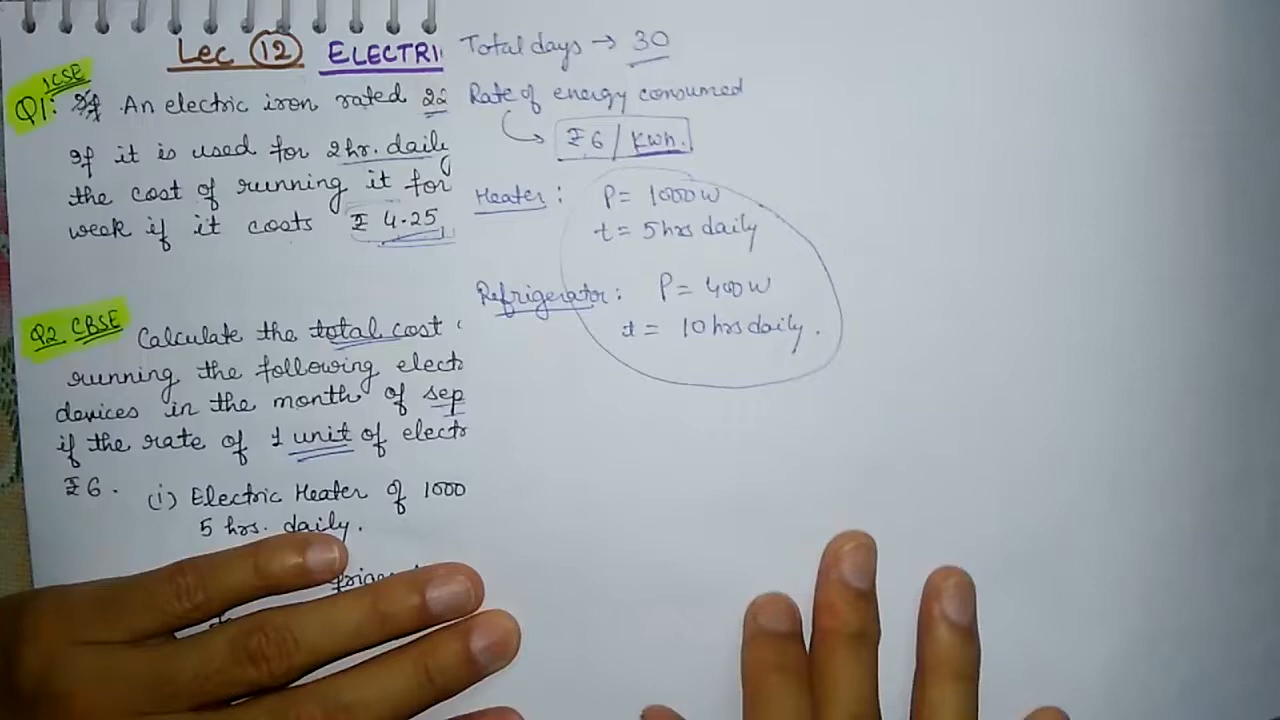 Lec 12 ELECTRI
ICSE
Q1: An electric iron rated 22
If it is used for 2 hr. daily
the cost of running it for
week if it costs ₹ 4.25
Q2 CBSE Calculate the total cost
running the following electr
devices in the month of sep
if the rate of 1 unit of electr
₹6. (i) Electric Heater of 1000
5 hrs. daily.
Total days → 30
Rate of energy consumed
₹6/kwh.
Heater: P = 1000 W
t = 5 hrs daily
Refrigerator: P = 400 W
t = 10 hrs daily.